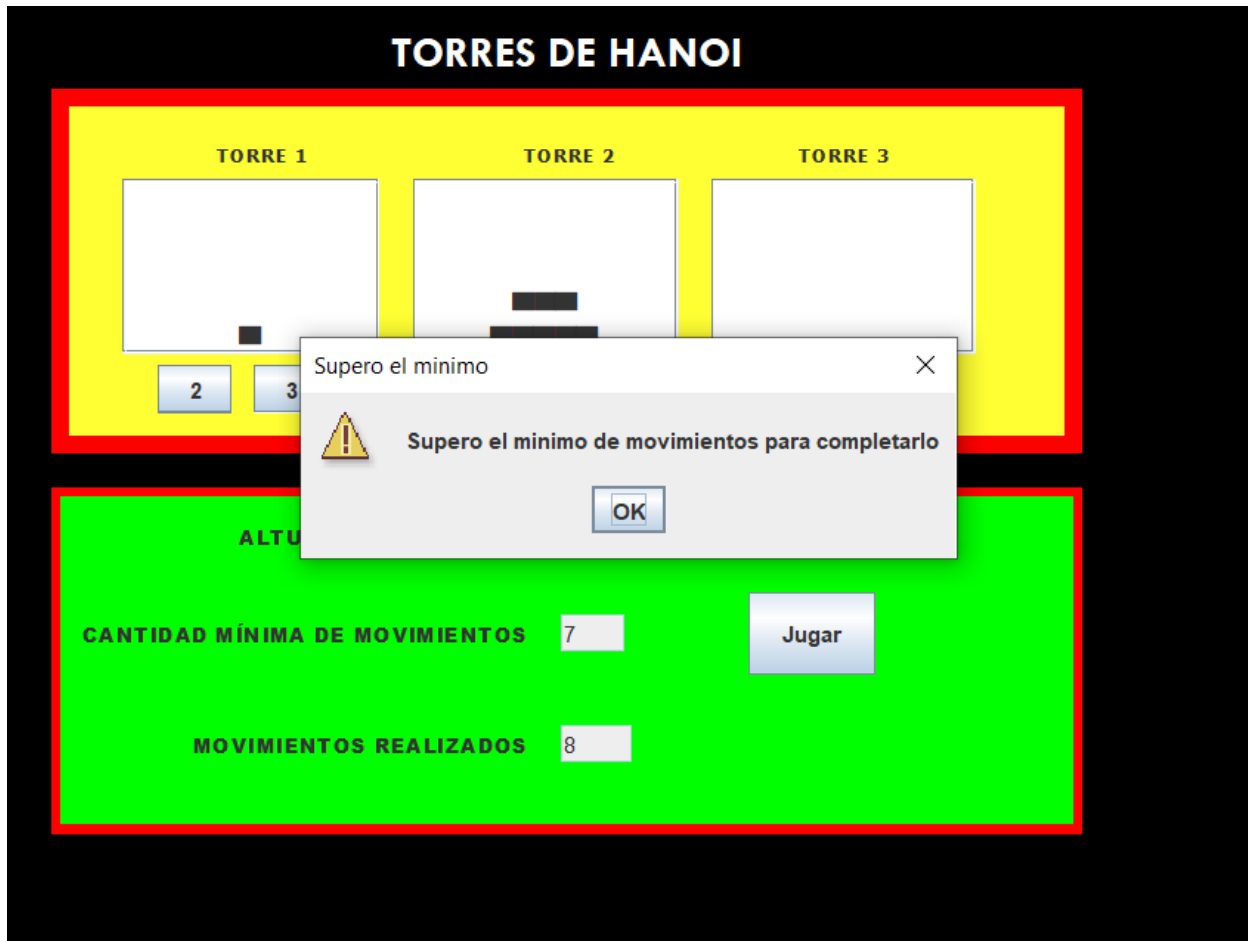 TORRES DE HANOI
TORRE 1 TORRE 2 TORRE 3
2 3
Supero el minimo
Supero el minimo de movimientos para completarlo
OK
CANTIDAD MÍNIMA DE MOVIMIENTOS 7
Jugar
MOVIMIENTOS REALIZADOS 8